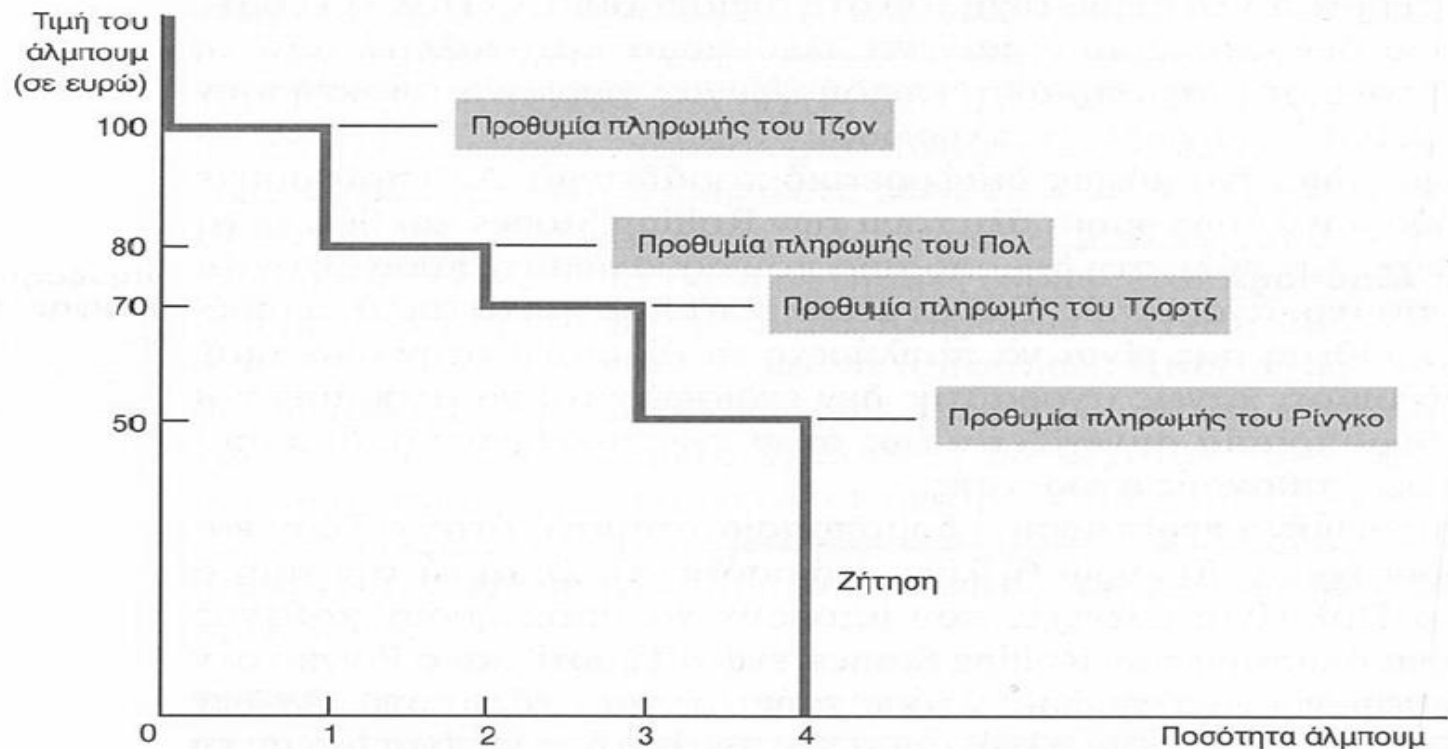 Τιμή του
άλμπουμ
(σε ευρώ)
100
Προθυμία πληρωμής του Τζον
80
Προθυμία πληρωμής του Πολ
70
Προθυμία πληρωμής του Τζορτζ
50
Προθυμία πληρωμής του Ρίνγκο
Ζήτηση
0 1 2 3 4
Ποσότητα άλμπουμ